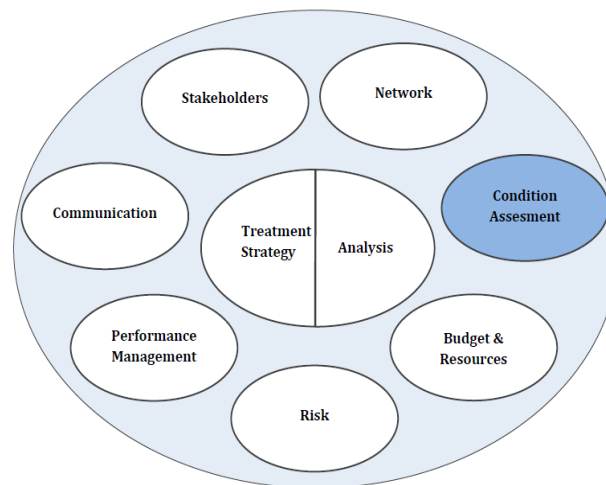 Stakeholders
Network
Communication
Condition
Assesment
Treatment
Strategy
Analysis
Performance
Management
Budget &
Resources
Risk